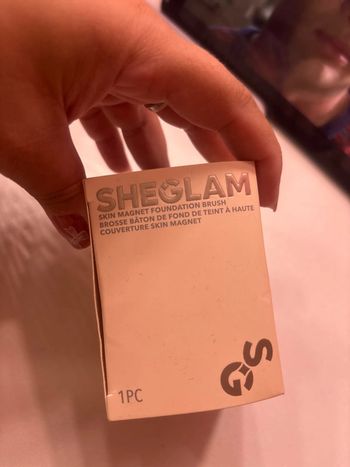 SHEGLAM
SKIN MAGNET FOUNDATION BRUSH
BROSSE BÂTON DE FOND DE TEINT À HAUTE
COUVERTURE SKIN MAGNET
GS
1PC